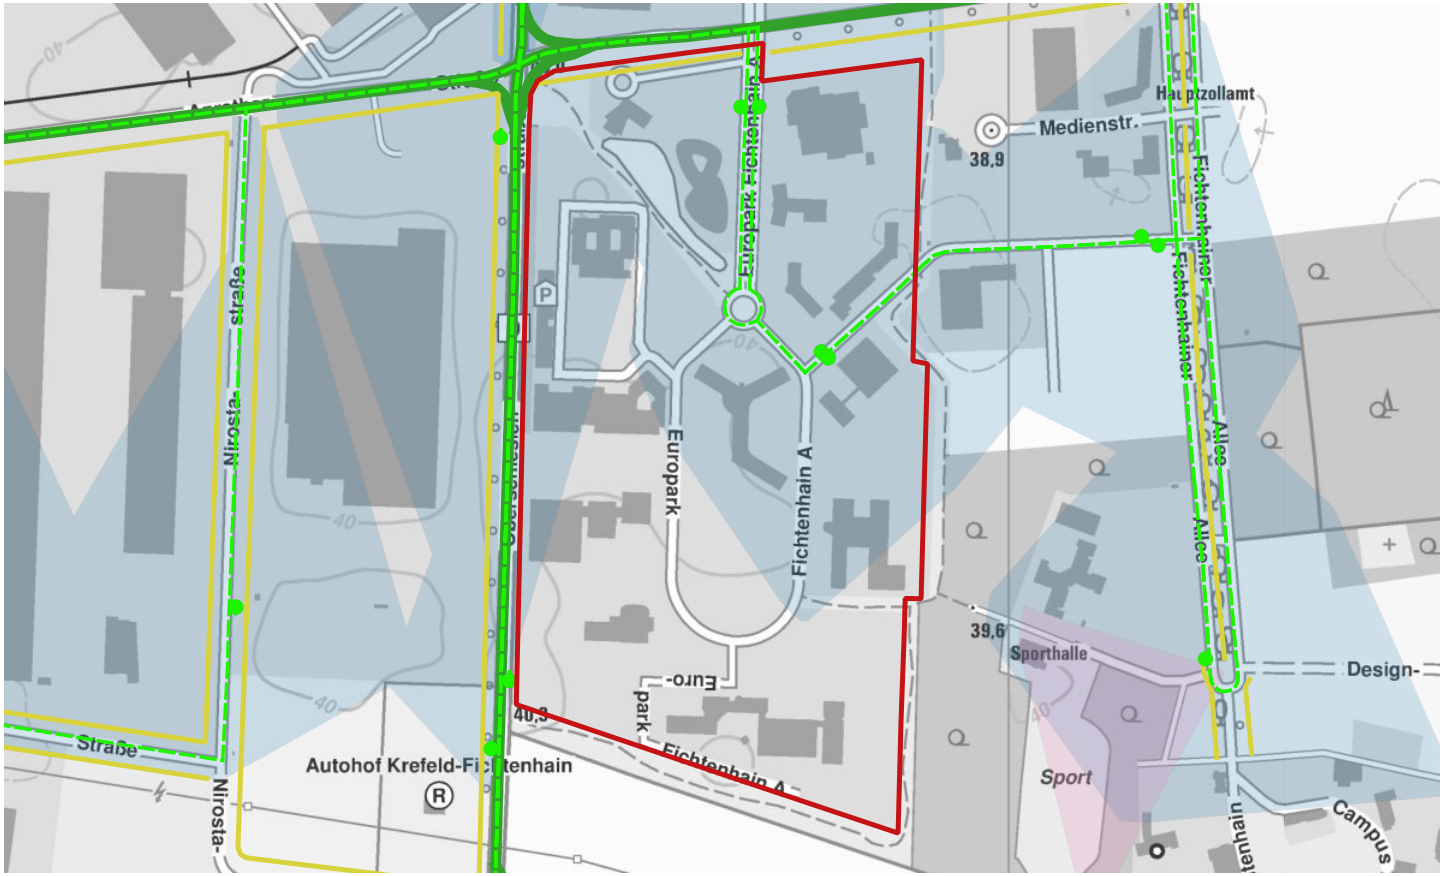 40
Hauptzollamt
Medienstr.
38,9
Europark Fichtenhain A
Fichtenhainer
Fichtenhainer
Nirosta-
straße
P
40
Europark
Fichtenhain A
Allee
Allee
40
39,6
Sporthalle
Design-
Euro-
park
40
40,3
40
Straße
Fichtenhain A
Autohof Krefeld-Fichtenhain
R
Sport
Nirosta-
Campus